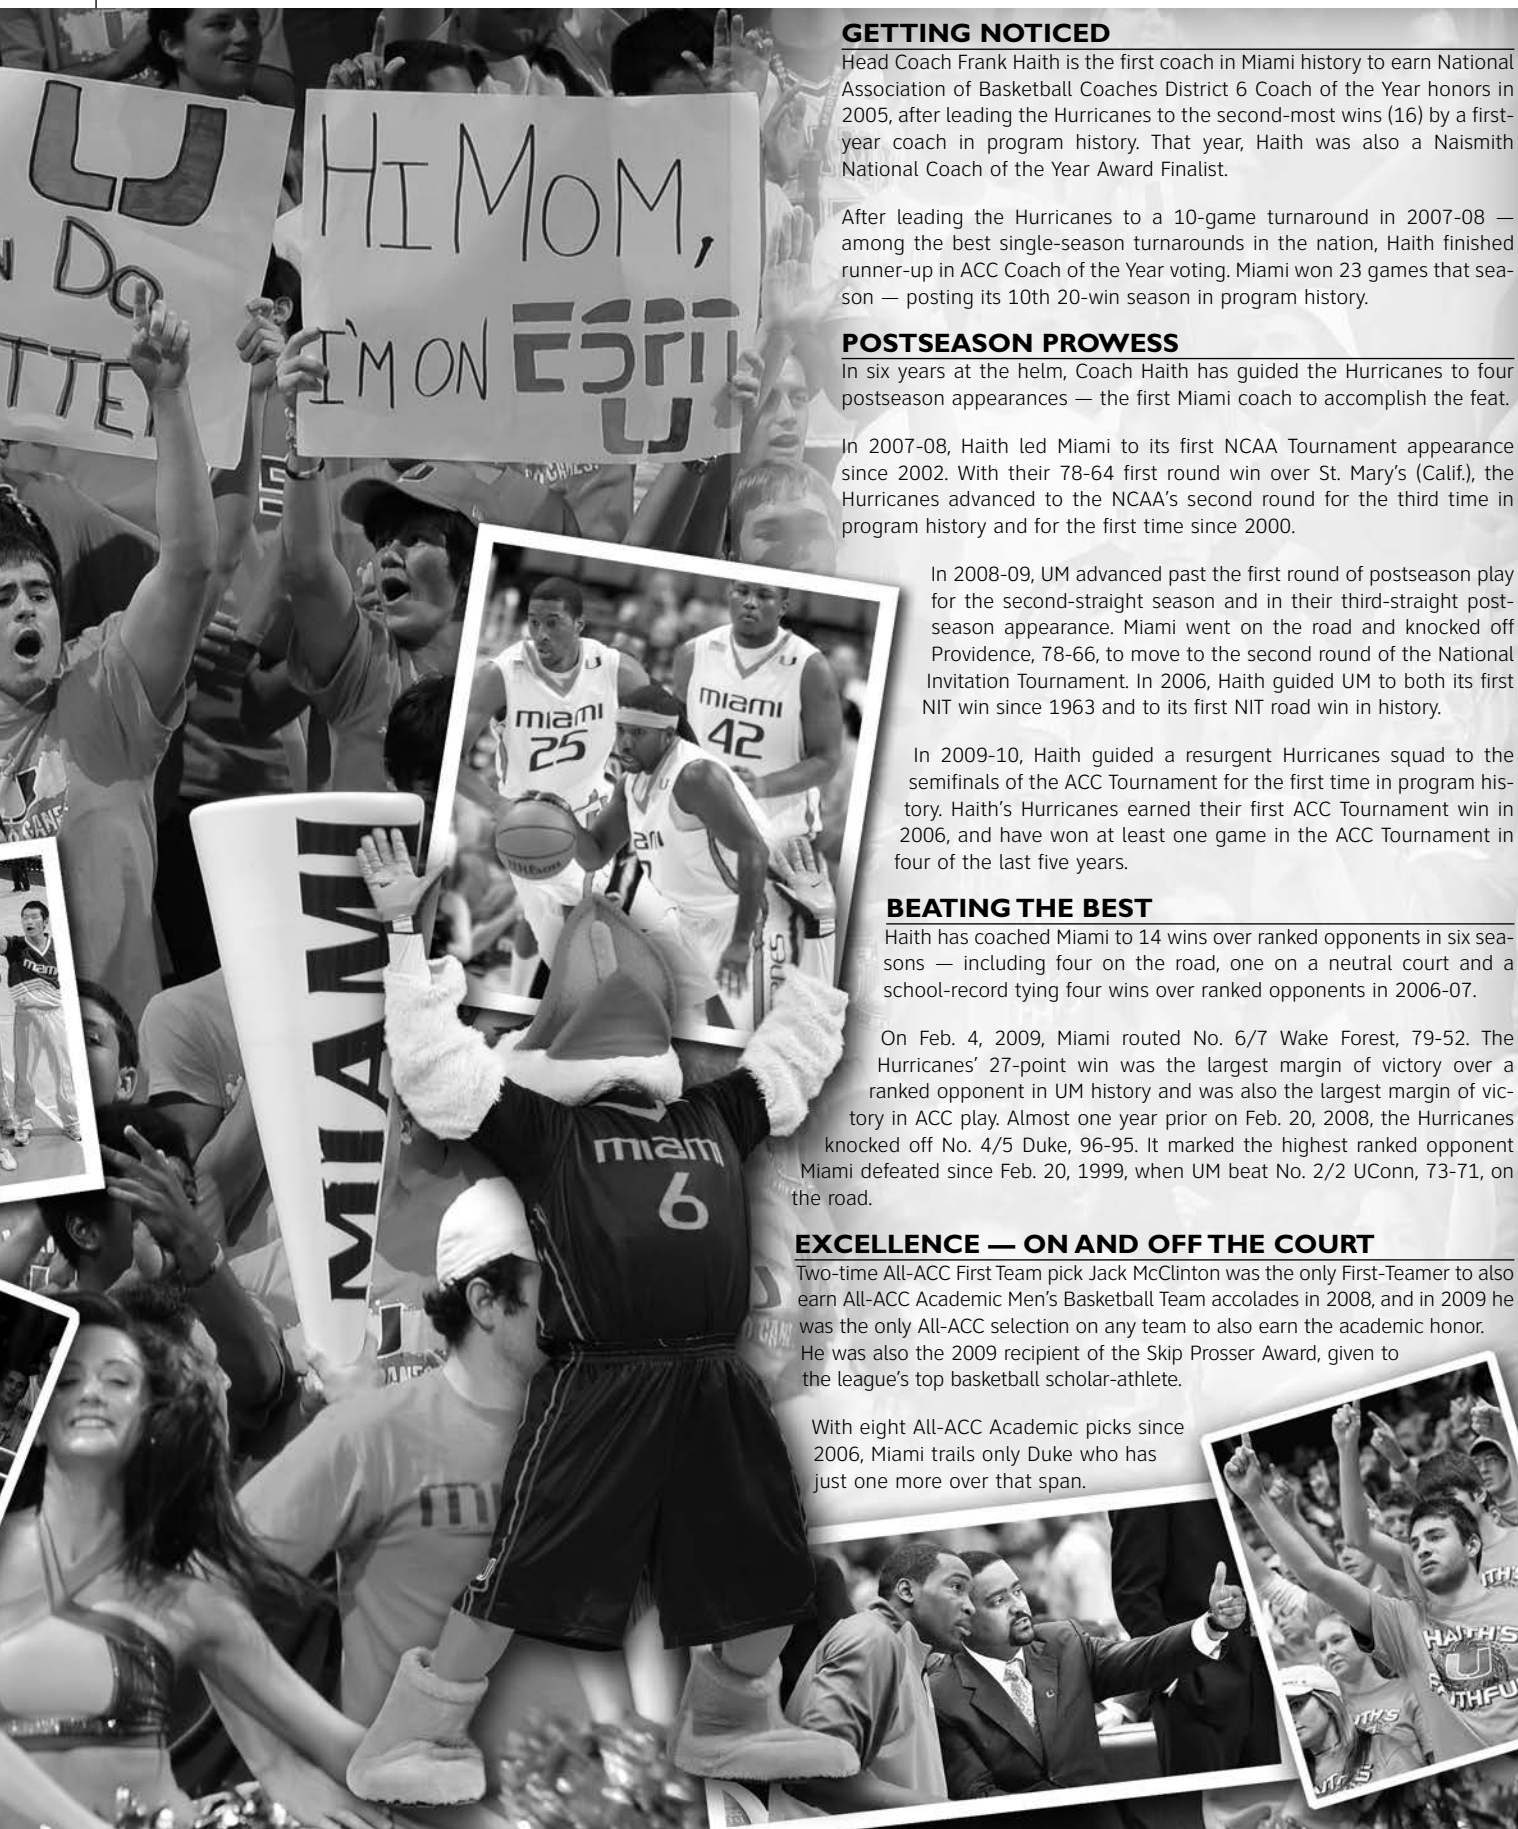 GETTING NOTICED
Head Coach Frank Haith is the first coach in Miami history to earn National
Association of Basketball Coaches District 6 Coach of the Year honors in
2005, after leading the Hurricanes to the second-most wins (16) by a first-
year coach in program history. That year, Haith was also a Naismith
National Coach of the Year Award Finalist.
After leading the Hurricanes to a 10-game turnaround in 2007-08 —
among the best single-season turnarounds in the nation, Haith finished
runner-up in ACC Coach of the Year voting. Miami won 23 games that sea-
son — posting its 10th 20-win season in program history.
POSTSEASON PROWESS
In six years at the helm, Coach Haith has guided the Hurricanes to four
postseason appearances — the first Miami coach to accomplish the feat.
In 2007-08, Haith led Miami to its first NCAA Tournament appearance
since 2002. With their 78-64 first round win over St. Mary's (Calif.), the
Hurricanes advanced to the NCAA's second round for the third time in
program history and for the first time since 2000.
In 2008-09, UM advanced past the first round of postseason play
for the second-straight season and in their third-straight post-
season appearance. Miami went on the road and knocked off
Providence, 78-66, to move to the second round of the National
Invitation Tournament. In 2006, Haith guided UM to both its first
NIT win since 1963 and to its first NIT road win in history.
In 2009-10, Haith guided a resurgent Hurricanes squad to the
semifinals of the ACC Tournament for the first time in program his-
tory. Haith's Hurricanes earned their first ACC Tournament win in
2006, and have won at least one game in the ACC Tournament in
four of the last five years.
BEATING THE BEST
Haith has coached Miami to 14 wins over ranked opponents in six sea-
sons — including four on the road, one on a neutral court and a
school-record tying four wins over ranked opponents in 2006-07.
On Feb. 4, 2009, Miami routed No. 6/7 Wake Forest, 79-52. The
Hurricanes' 27-point win was the largest margin of victory over a
ranked opponent in UM history and was also the largest margin of vic-
tory in ACC play. Almost one year prior on Feb. 20, 2008, the Hurricanes
knocked off No. 4/5 Duke, 96-95. It marked the highest ranked opponent
Miami defeated since Feb. 20, 1999, when UM beat No. 2/2 UConn, 73-71, on
the road.
EXCELLENCE — ON AND OFF THE COURT
Two-time All-ACC First Team pick Jack McClinton was the only First-Teamer to also
earn All-ACC Academic Men's Basketball Team accolades in 2008, and in 2009 he
was the only All-ACC selection on any team to also earn the academic honor.
He was also the 2009 recipient of the Skip Prosser Award, given to
the league's top basketball scholar-athlete.
With eight All-ACC Academic picks since
2006, Miami trails only Duke who has
just one more over that span.
U
DO
HI MOM,
I'M ON ESPN
U
MIAMI
25
MIAMI
42
MIAMI
MIAMI
6
HAITH'S